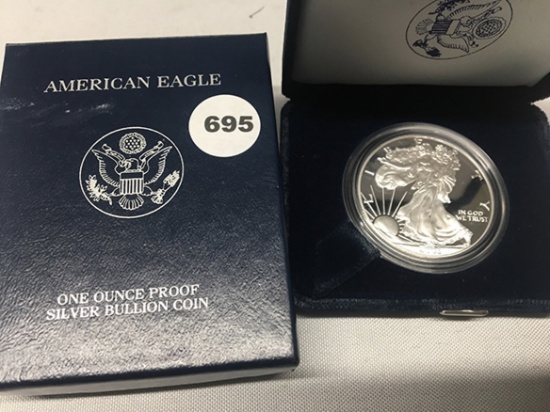 AMERICAN EAGLE
695
ONE OUNCE PROOF
SILVER BULLION COIN
LIBERTY
IN GOD
WE TRUST